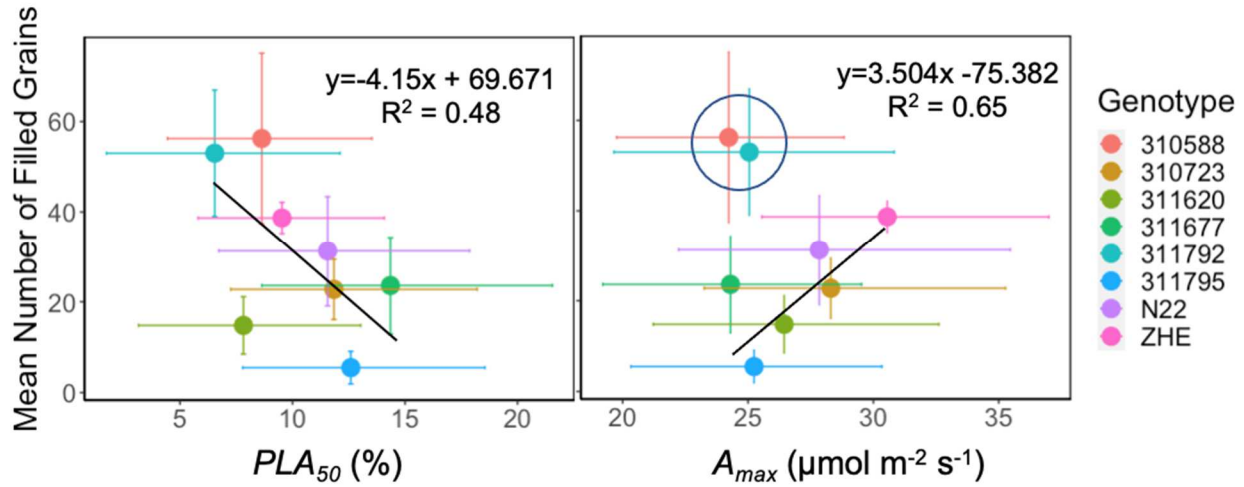 Mean Number of Filled Grains
y=-4.15x + 69.671
R² = 0.48
y=3.504x -75.382
R² = 0.65
60
40
20
0
5 10 15 20
20 25 30 35
PLA₅₀ (%)
Aₘₐₓ (µmol m⁻² s⁻¹)
Genotype
310588
310723
311620
311677
311792
311795
N22
ZHE